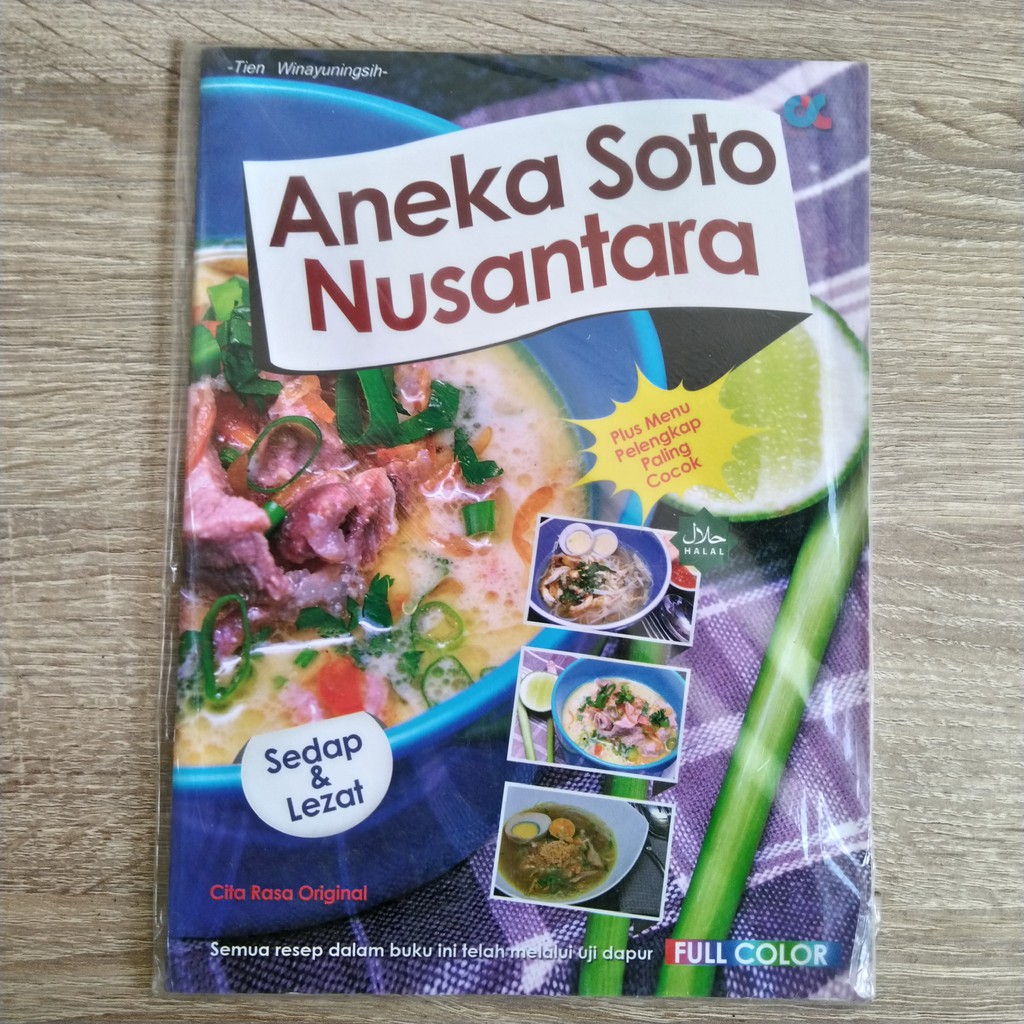 -Tien Winayuningsih-
Aneka Soto
Nusantara
Plus Menu
Pelengkap
Paling
Cocok
حلال
HALAL
Sedap
&
Lezat
Cita Rasa Original
Semua resep dalam buku ini telah melalui uji dapur
FULL COLOR